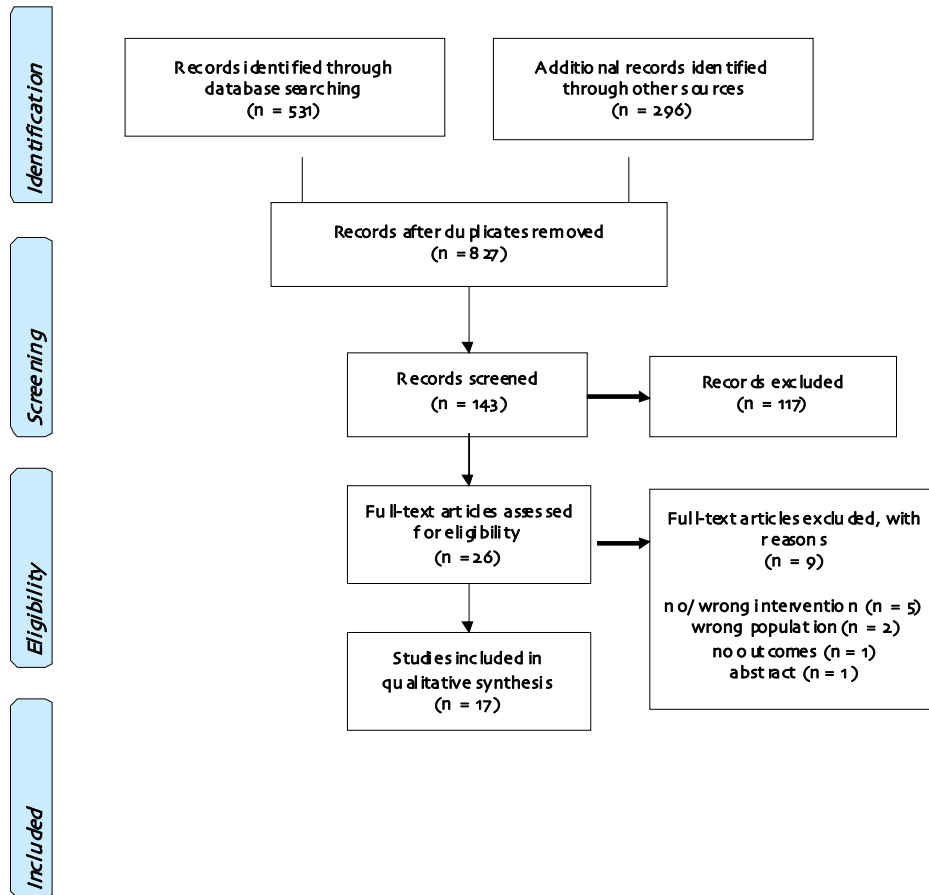 Identification
Records identified through
database searching
(n = 531)
Additional records identified
through other sources
(n = 296)
Records after duplicates removed
(n = 827)
Screening
Records screened
(n = 143)
Records excluded
(n = 117)
Eligibility
Full-text articles assessed
for eligibility
(n = 26)
Full-text articles excluded, with
reasons
(n = 9)
no/wrong intervention (n = 5)
wrong population (n = 2)
no outcomes (n = 1)
abstract (n = 1)
Studies included in
qualitative synthesis
(n = 17)
Included